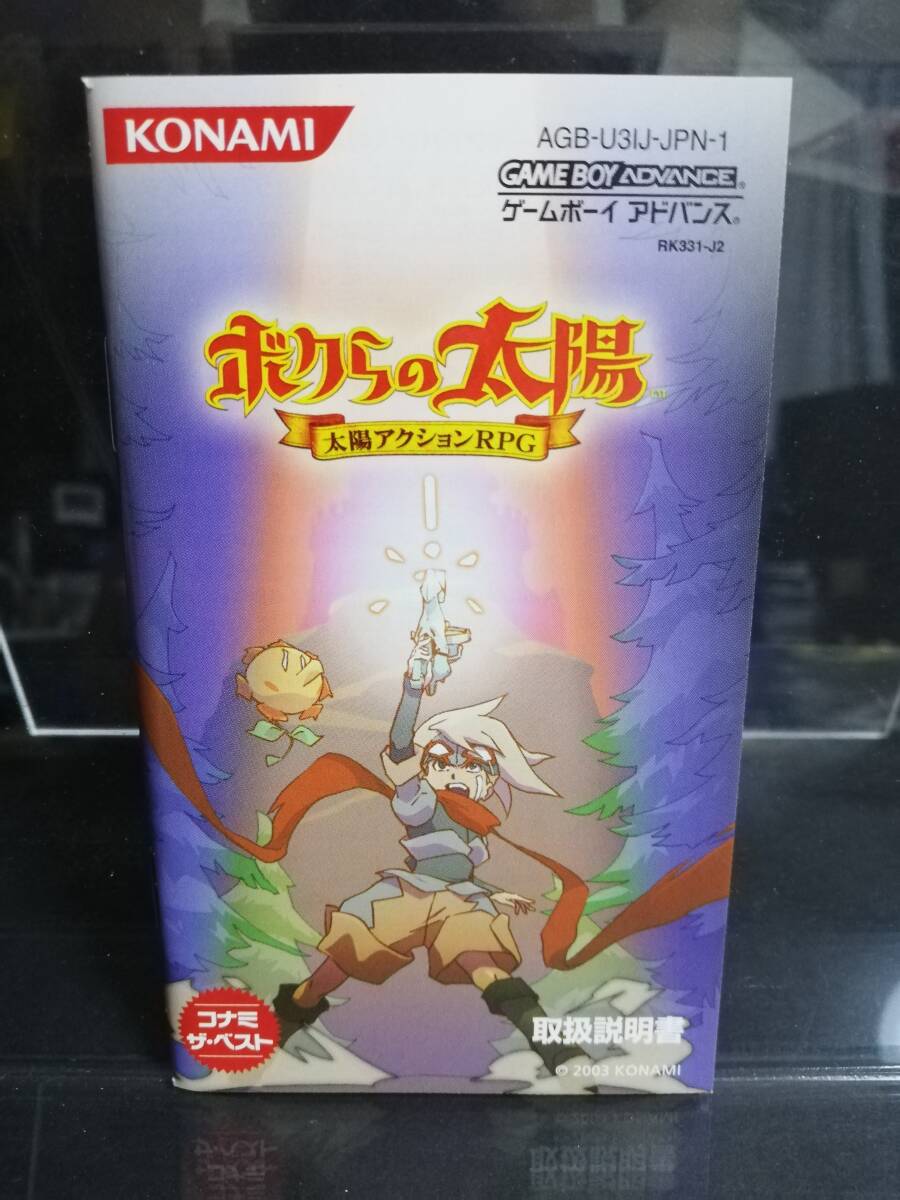 KONAMI
AGB-U3IJ-JPN-1
GAME BOY ADVANCE
ゲームボーイ アドバンス
RK331-J2
ボクらの太陽
太陽アクションRPG
コナミ
ザ・ベスト
取扱説明書
© 2003 KONAMI